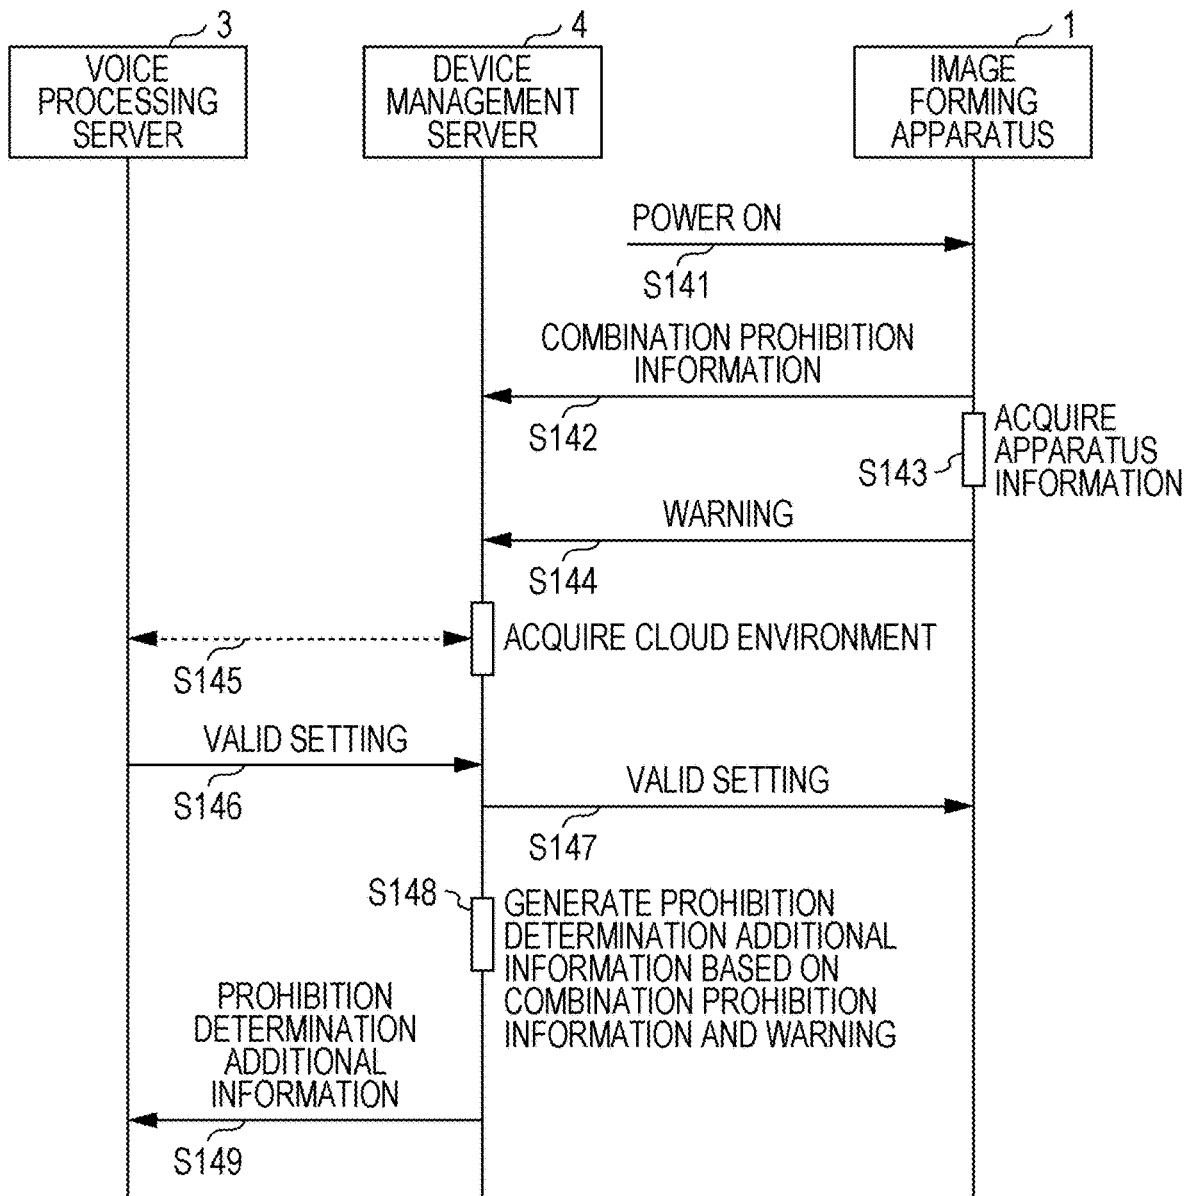 3
4
1
VOICE
PROCESSING
SERVER
DEVICE
MANAGEMENT
SERVER
IMAGE
FORMING
APPARATUS
POWER ON
S141
COMBINATION PROHIBITION
INFORMATION
S142
ACQUIRE
APPARATUS
INFORMATION
S143
WARNING
S144
ACQUIRE CLOUD ENVIRONMENT
S145
VALID SETTING
S146
VALID SETTING
S147
S148
GENERATE PROHIBITION
DETERMINATION ADDITIONAL
INFORMATION BASED ON
COMBINATION PROHIBITION
INFORMATION AND WARNING
PROHIBITION
DETERMINATION
ADDITIONAL
INFORMATION
S149